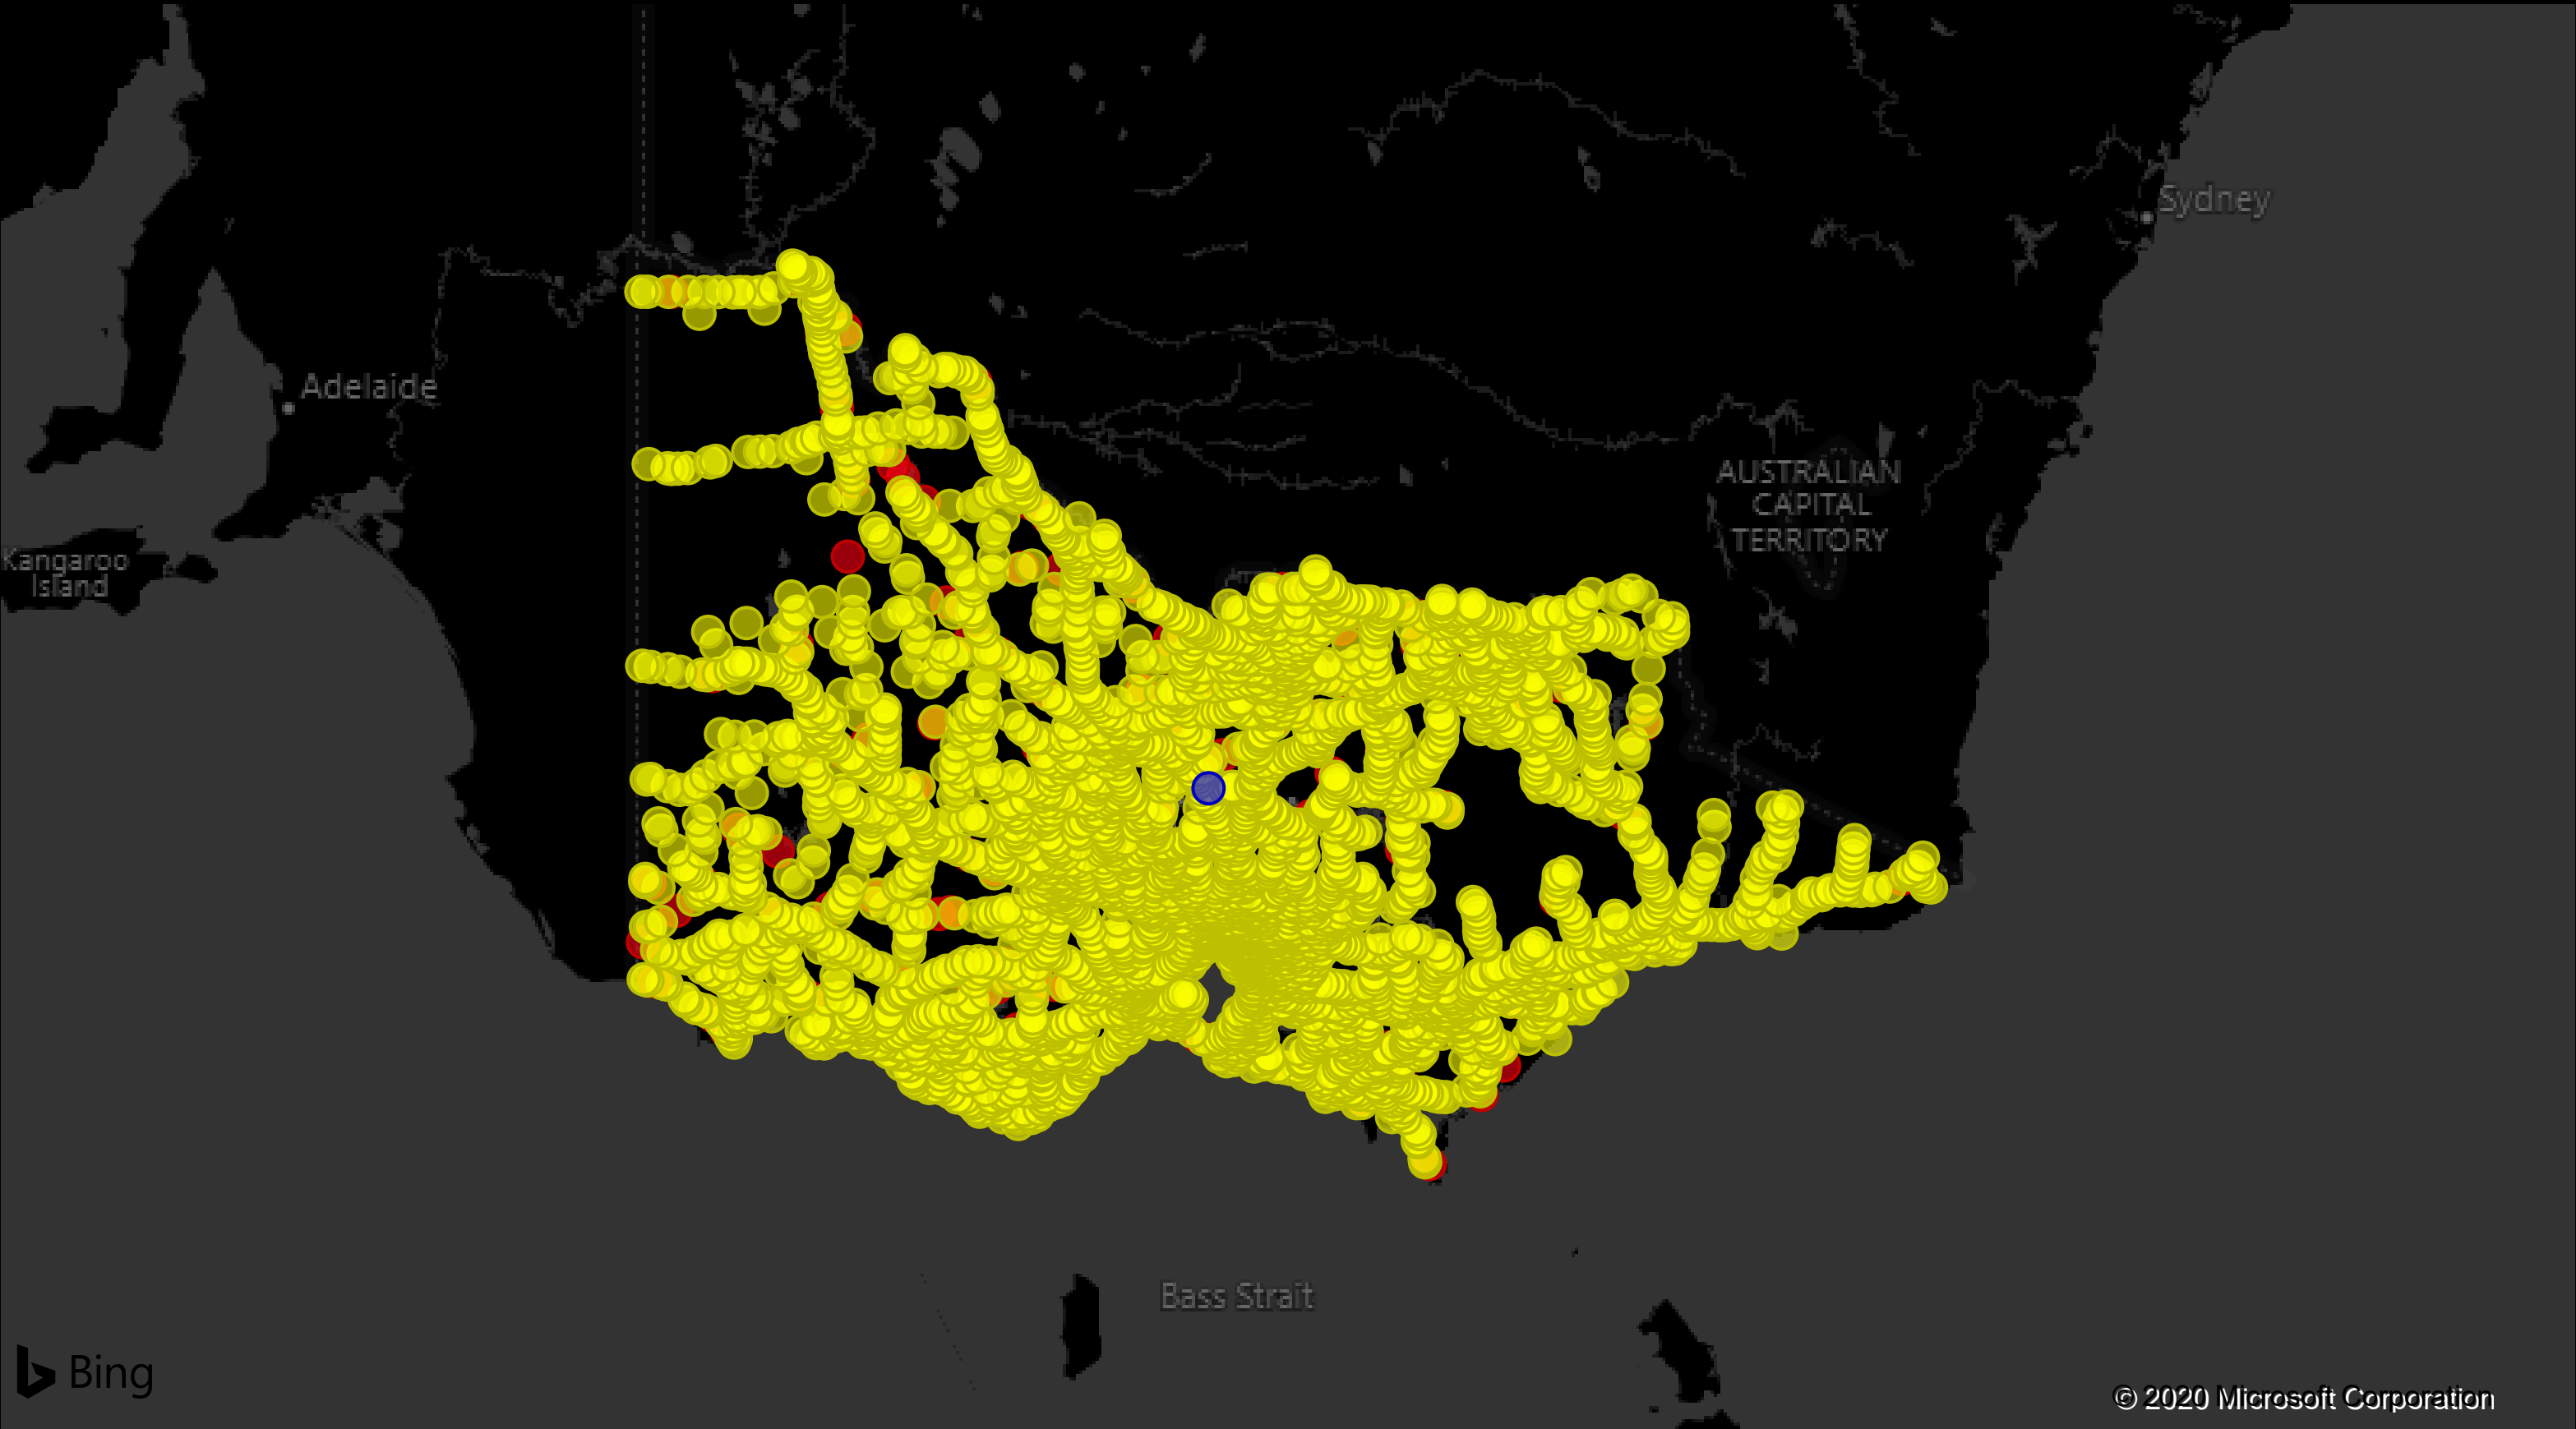 Sydney
Adelaide
AUSTRALIAN
CAPITAL
TERRITORY
Kangaroo
Island
Bass Strait
Bing
© 2020 Microsoft Corporation